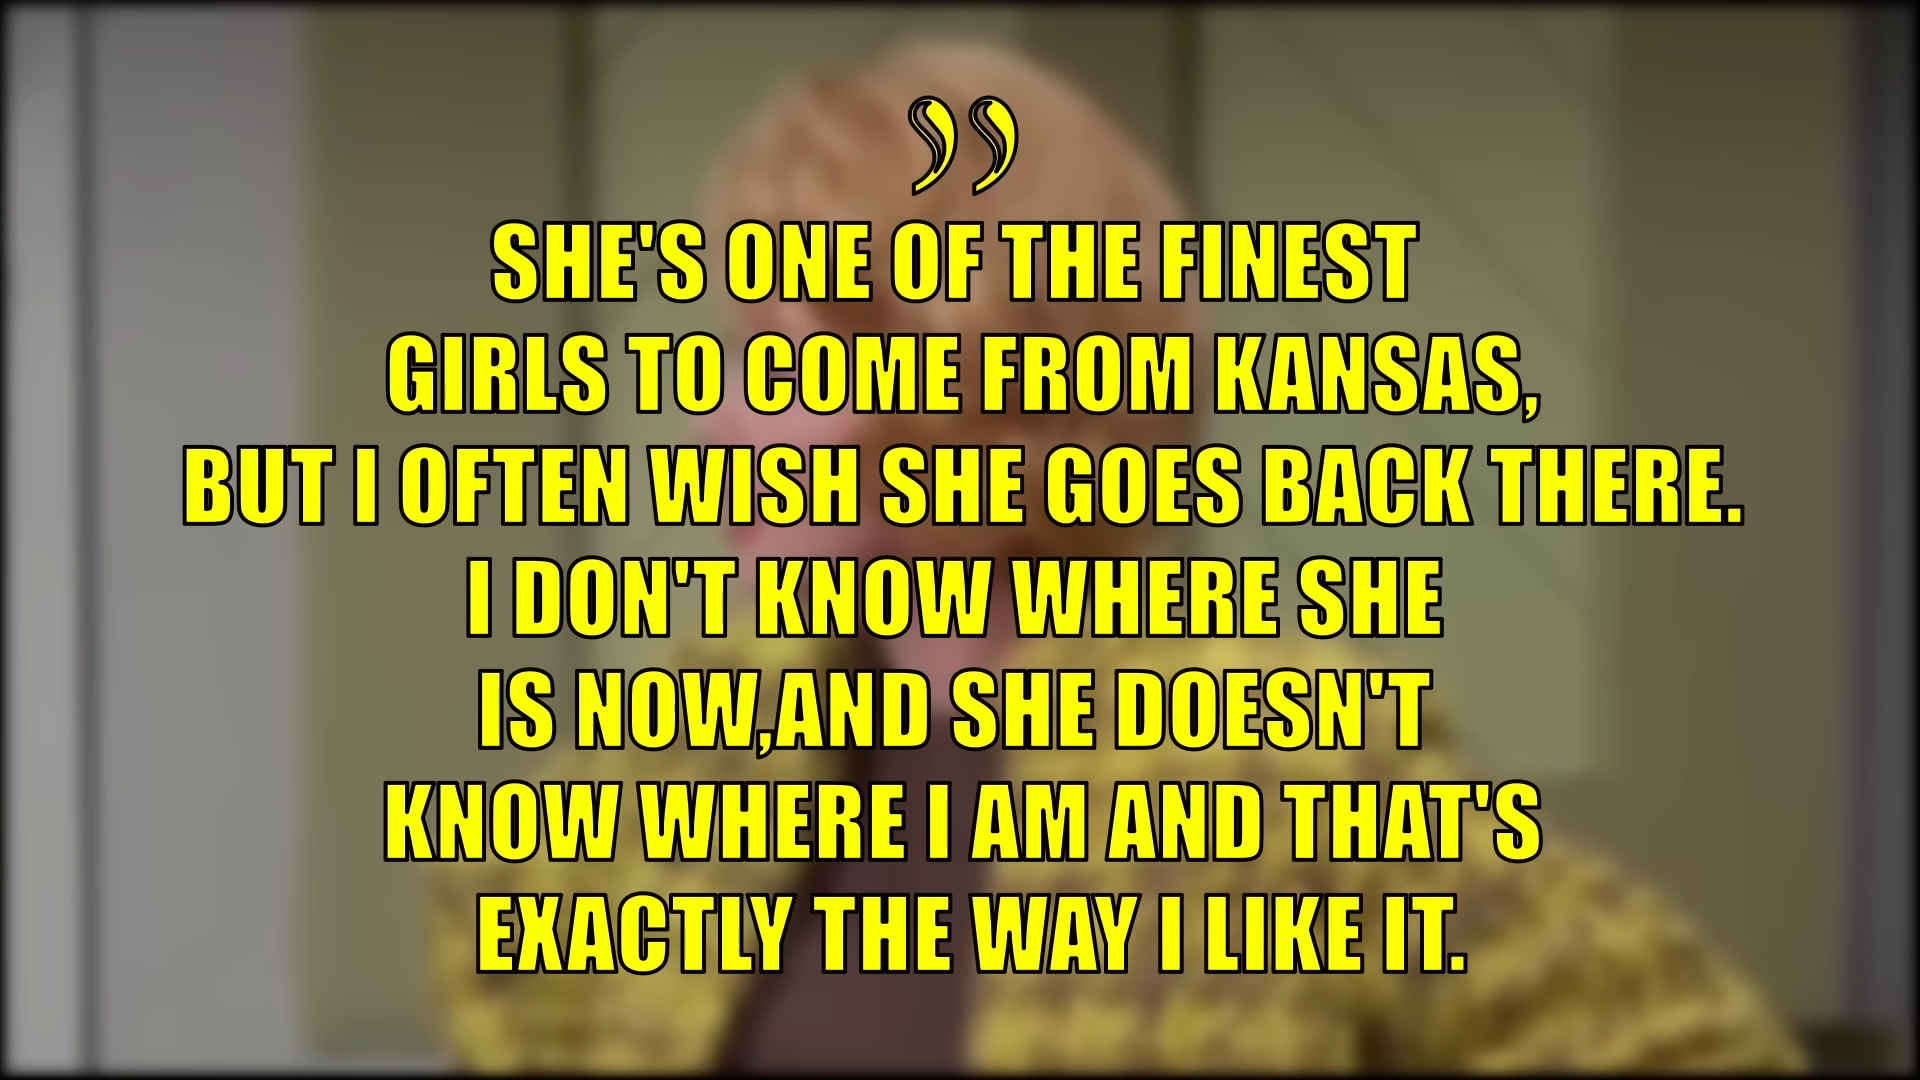 ”
SHE'S ONE OF THE FINEST
GIRLS TO COME FROM KANSAS,
BUT I OFTEN WISH SHE GOES BACK THERE.
I DON'T KNOW WHERE SHE
IS NOW,AND SHE DOESN'T
KNOW WHERE I AM AND THAT'S
EXACTLY THE WAY I LIKE IT.